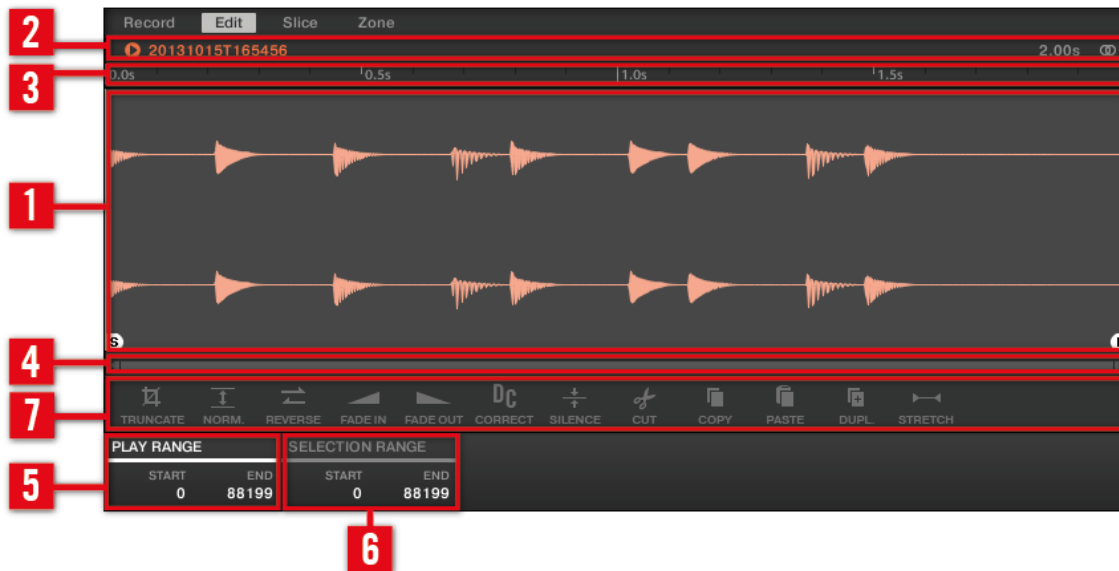 Record Edit Slice Zone
2
20131015T165456 2.00s
3
0.0s 0.5s 1.0s 1.5s
1
S
4
7
DC
TRUNCATE NORM. REVERSE FADE IN FADE OUT CORRECT SILENCE CUT COPY PASTE DUPL. STRETCH
PLAY RANGE SELECTION RANGE
START END START END
5
0 88199 0 88199
6